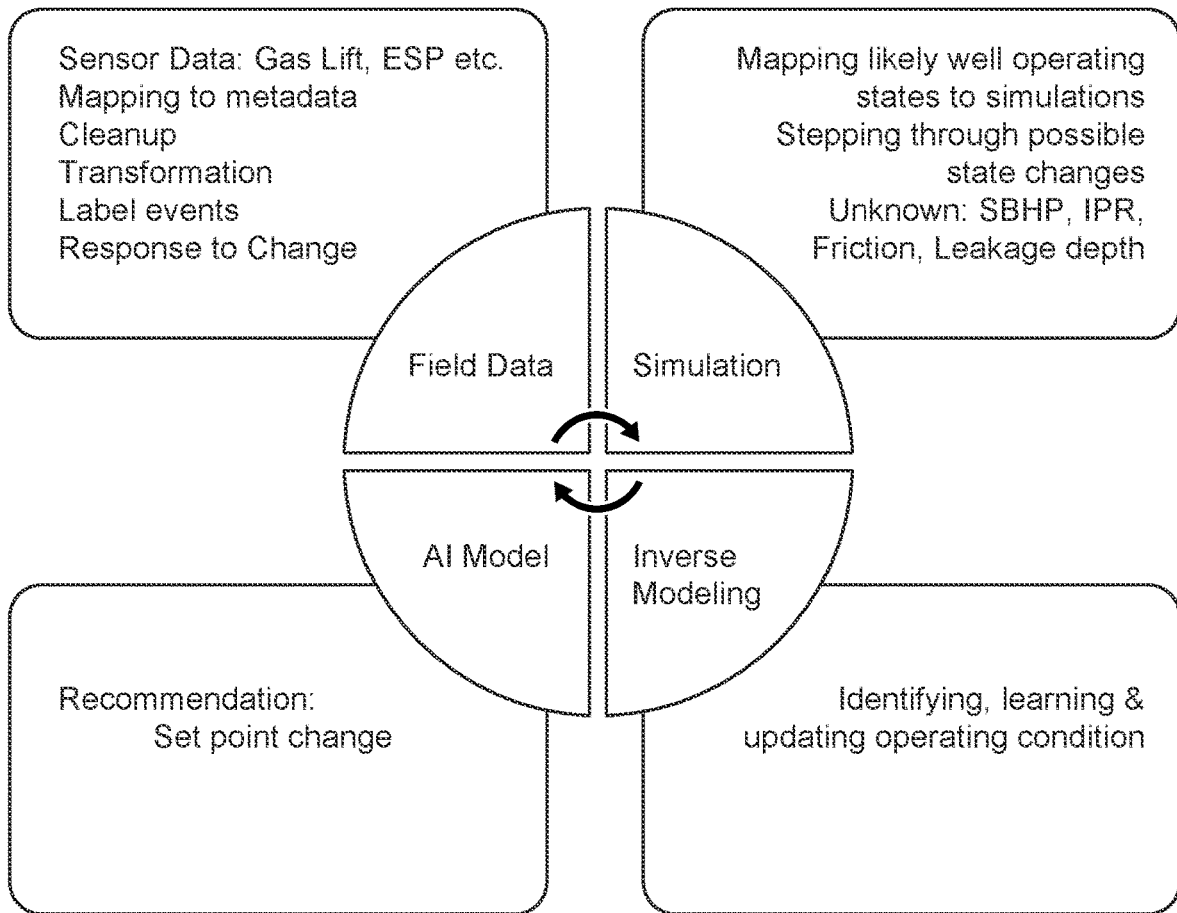 Sensor Data: Gas Lift, ESP etc.
Mapping to metadata
Cleanup
Transformation
Label events
Response to Change
Mapping likely well operating
states to simulations
Stepping through possible
state changes
Unknown: SBHP, IPR,
Friction, Leakage depth
Field Data
Simulation
AI Model
Inverse
Modeling
Recommendation:
Set point change
Identifying, learning &
updating operating condition